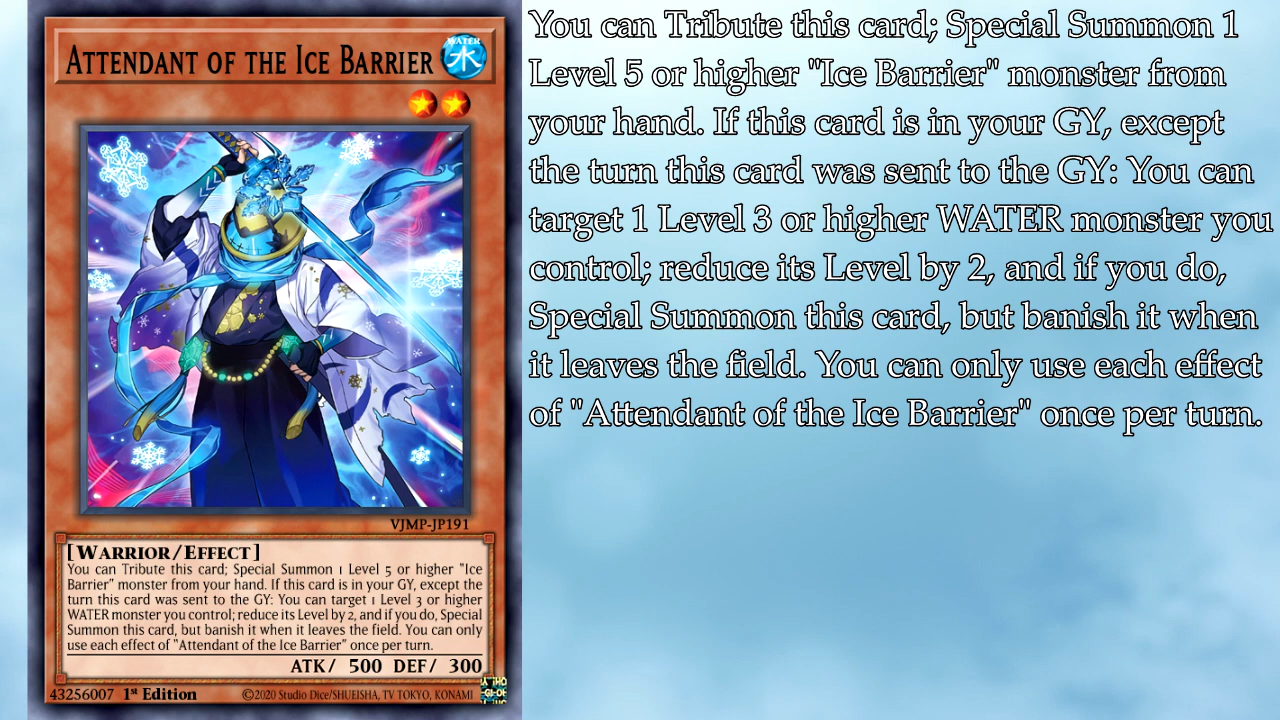 ATTENDANT OF THE ICE BARRIER
WATER
水
VJMP-JP191
[WARRIOR/EFFECT]
You can Tribute this card; Special Summon 1 Level 5 or higher "Ice
Barrier" monster from your hand. If this card is in your GY, except the
turn this card was sent to the GY: You can target 1 Level 3 or higher
WATER monster you control; reduce its Level by 2, and if you do, Special
Summon this card, but banish it when it leaves the field. You can only
use each effect of "Attendant of the Ice Barrier" once per turn.
ATK/ 500 DEF/ 300
43256007 1st Edition ©2020 Studio Dice/SHUEISHA, TV TOKYO, KONAMI
You can Tribute this card; Special Summon 1
Level 5 or higher "Ice Barrier" monster from
your hand. If this card is in your GY, except
the turn this card was sent to the GY: You can
target 1 Level 3 or higher WATER monster you
control; reduce its Level by 2, and if you do,
Special Summon this card, but banish it when
it leaves the field. You can only use each effect
of "Attendant of the Ice Barrier" once per turn.